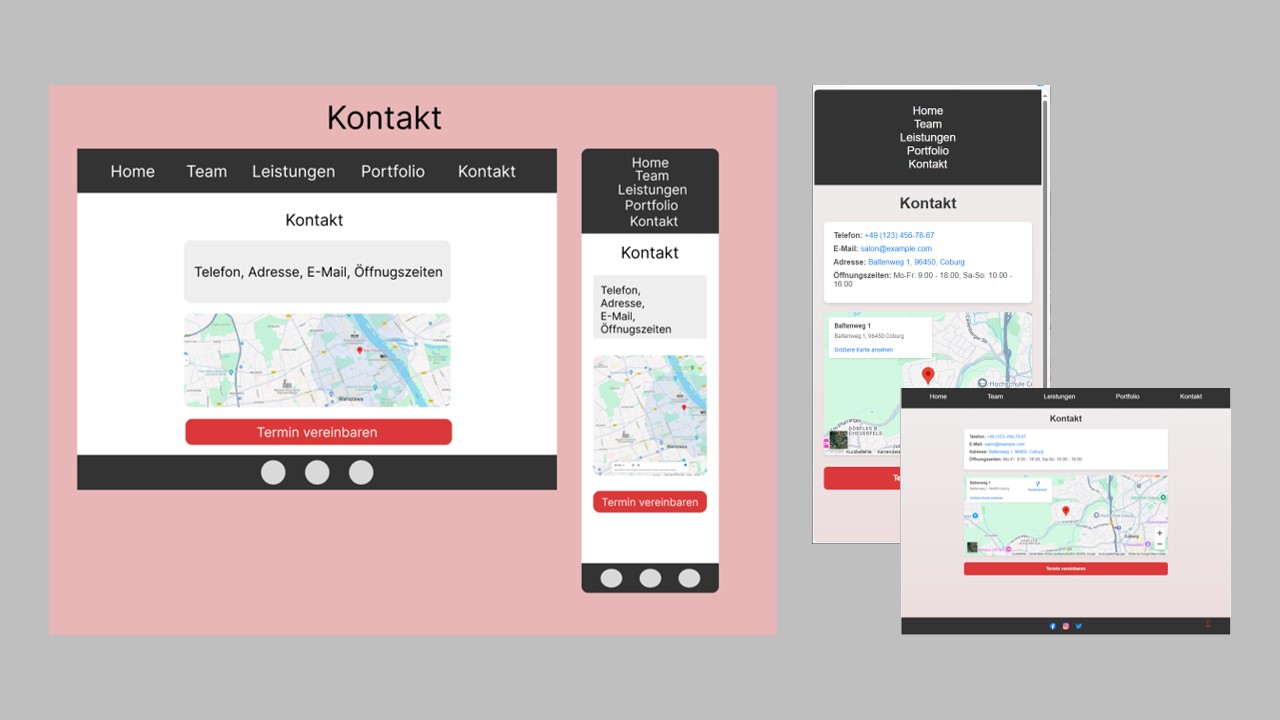 Kontakt
Home Team Leistungen Portfolio Kontakt
Kontakt
Telefon, Adresse, E-Mail, Öffnugszeiten
Warszawa
Termin vereinbaren
Home
Team
Leistungen
Portfolio
Kontakt
Kontakt
Telefon,
Adresse,
E-Mail,
Öffnugszeiten
Warszawa
Termin vereinbaren
Home
Team
Leistungen
Portfolio
Kontakt
Kontakt
Telefon: +49 (123) 456-78-67
E-Mail: salon@example.com
Adresse: Baltenweg 1, 96450, Coburg
Öffnungszeiten: Mo-Fr: 9:00 - 18:00, Sa-So: 10:00 -
16:00
Baltenweg 1
Baltenweg 1, 96450 Coburg
Größere Karte ansehen
Hochschule C
DÖRFLES B
Kurzbefehle
Te
Home Team Leistungen Portfolio Kontakt
Kontakt
Telefon: +49 (123) 456-78-67
E-Mail: salon@example.com
Adresse: Baltenweg 1, 96450, Coburg
Öffnungszeiten: Mo-Fr: 9:00 - 18:00, Sa-So: 10:00 - 16:00
Baltenweg 1
Baltenweg 1, 96450 Coburg
Größere Karte ansehen
Hochschule Coburg
Coburg
Termin vereinbaren